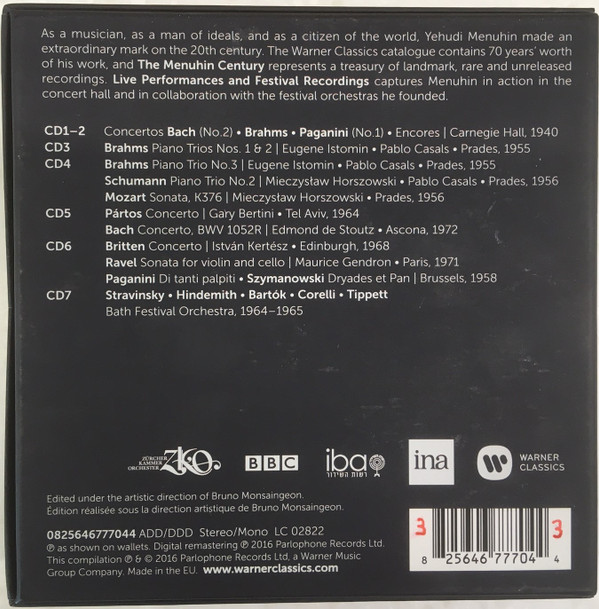 As a musician, as a man of ideals, and as a citizen of the world, Yehudi Menuhin made an
extraordinary mark on the 20th century. The Warner Classics catalogue contains 70 years' worth
of his work, and The Menuhin Century represents a treasury of landmark, rare and unreleased
recordings. Live Performances and Festival Recordings captures Menuhin in action in the
concert hall and in collaboration with the festival orchestras he founded.
CD1–2 Concertos Bach (No.2) • Brahms • Paganini (No.1) • Encores | Carnegie Hall, 1940
CD3 Brahms Piano Trios Nos. 1 & 2 | Eugene Istomin • Pablo Casals • Prades, 1955
CD4 Brahms Piano Trio No.3 | Eugene Istomin • Pablo Casals • Prades, 1955
Schumann Piano Trio No.2 | Mieczysław Horszowski • Pablo Casals • Prades, 1956
Mozart Sonata, K376 | Mieczysław Horszowski • Prades, 1956
CD5 Pártos Concerto | Gary Bertini • Tel Aviv, 1964
Bach Concerto, BWV 1052R | Edmond de Stoutz • Ascona, 1972
CD6 Britten Concerto | István Kertész • Edinburgh, 1968
Ravel Sonata for violin and cello | Maurice Gendron • Paris, 1971
Paganini Di tanti palpiti • Szymanowski Dryades et Pan | Brussels, 1958
CD7 Stravinsky • Hindemith • Bartók • Corelli • Tippett
Bath Festival Orchestra, 1964–1965
ZÜRCHER
KAMMER
ORCHESTER
ZKO
BBC
iba
רשות השידור
ina
WARNER
CLASSICS
Edited under the artistic direction of Bruno Monsaingeon.
Édition réalisée sous la direction artistique de Bruno Monsaingeon.
0825646777044 ADD/DDD Stereo/Mono LC 02822
℗ as shown on wallets. Digital remastering ℗ 2016 Parlophone Records Ltd.
This compilation ℗ & © 2016 Parlophone Records Ltd, a Warner Music
Group Company. Made in the EU. www.warnerclassics.com
3 3
8 25646 77704 4